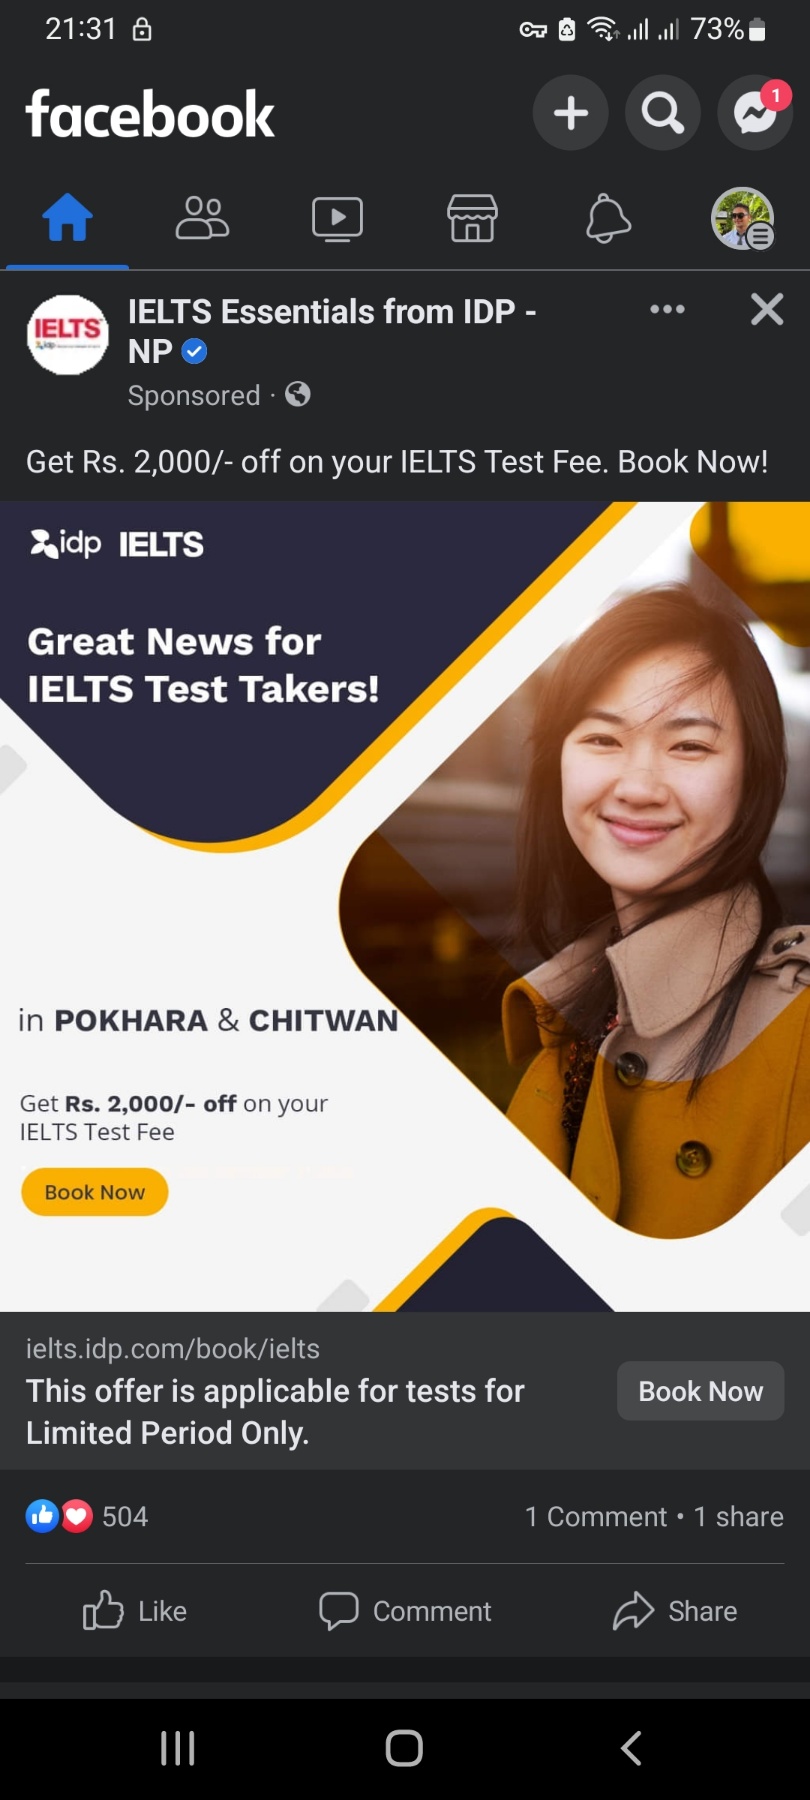 21:31
73%
facebook
1
IELTS Essentials from IDP -
NP
Sponsored ·
Get Rs. 2,000/- off on your IELTS Test Fee. Book Now!
IELTS
idp IELTS
Great News for
IELTS Test Takers!
in POKHARA & CHITWAN
Get Rs. 2,000/- off on your
IELTS Test Fee
Book Now
ielts.idp.com/book/ielts
This offer is applicable for tests for
Limited Period Only.
Book Now
504
1 Comment • 1 share
Like
Comment
Share